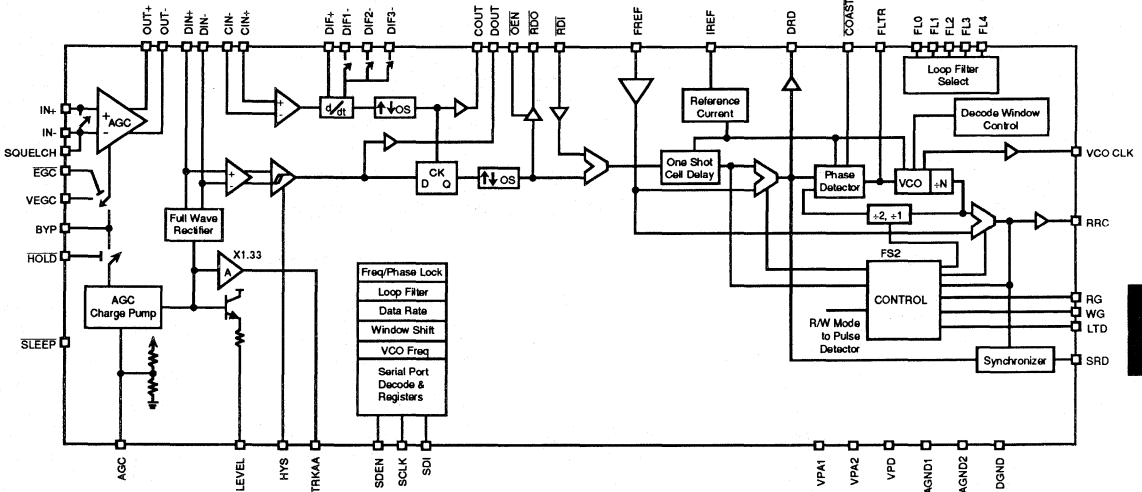 OUT+ OUT- DIN+ DIN- CIN- CIN+ DIF+ DIF1- DIF2- DIF3- COUT DOUT OEN RDO RDI FREF IREF DRD COAST FLTR FL0 FL1 FL2 FL3 FL4
Loop Filter
Select
IN+
IN-
SQUELCH
EGC
VEGC
BYP
HOLD
SLEEP
+
-
AGC
+
-
d/dt
↑↓OS
Reference
Current
Decode Window
Control
+
-
CK
D Q
↑↓OS
One Shot
Cell Delay
Phase
Detector
VCO ÷N
VCO CLK
Full Wave
Rectifier
÷2, ÷1
RRC
X1.33
A
FS2
AGC
Charge Pump
Freq/Phase Lock
Loop Filter
Data Rate
Window Shift
VCO Freq
Serial Port
Decode &
Registers
CONTROL
R/W Mode
to Pulse
Detector
RG
WG
LTD
Synchronizer
SRD
AGC LEVEL HYS TRKAA SDEN SCLK SDI VPA1 VPA2 VPD AGND1 AGND2 DGND